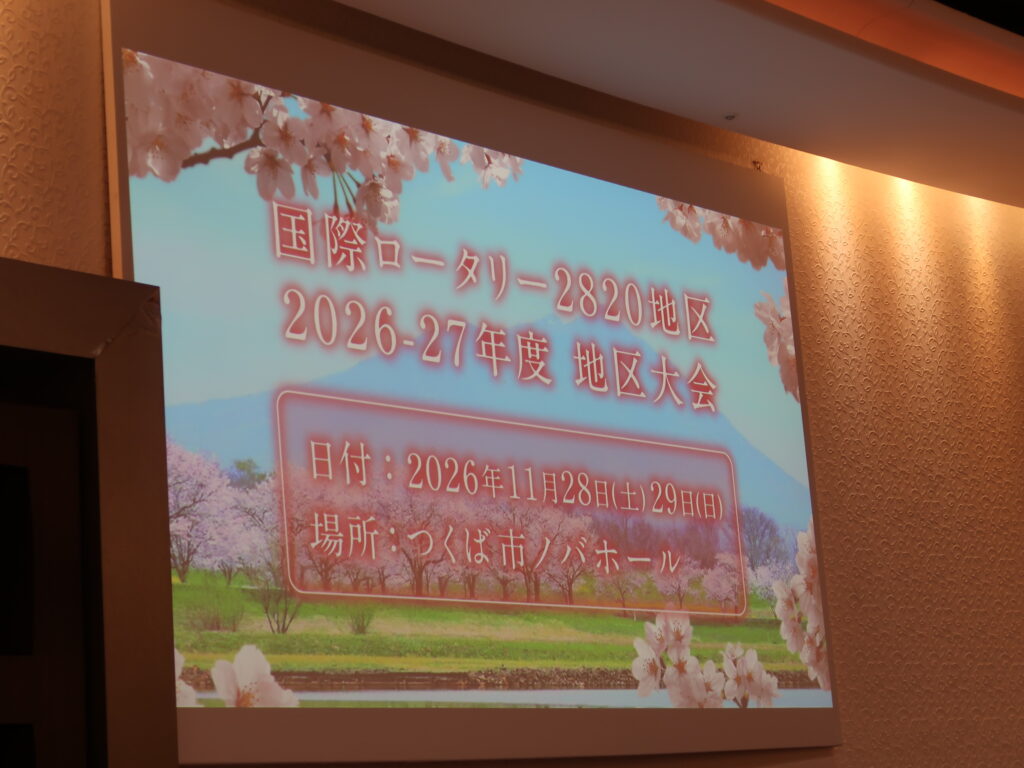 国際ロータリー2820地区
2026-27年度 地区大会
日付：2026年11月28日(土) 29日(日)
場所：つくば市ノバホール